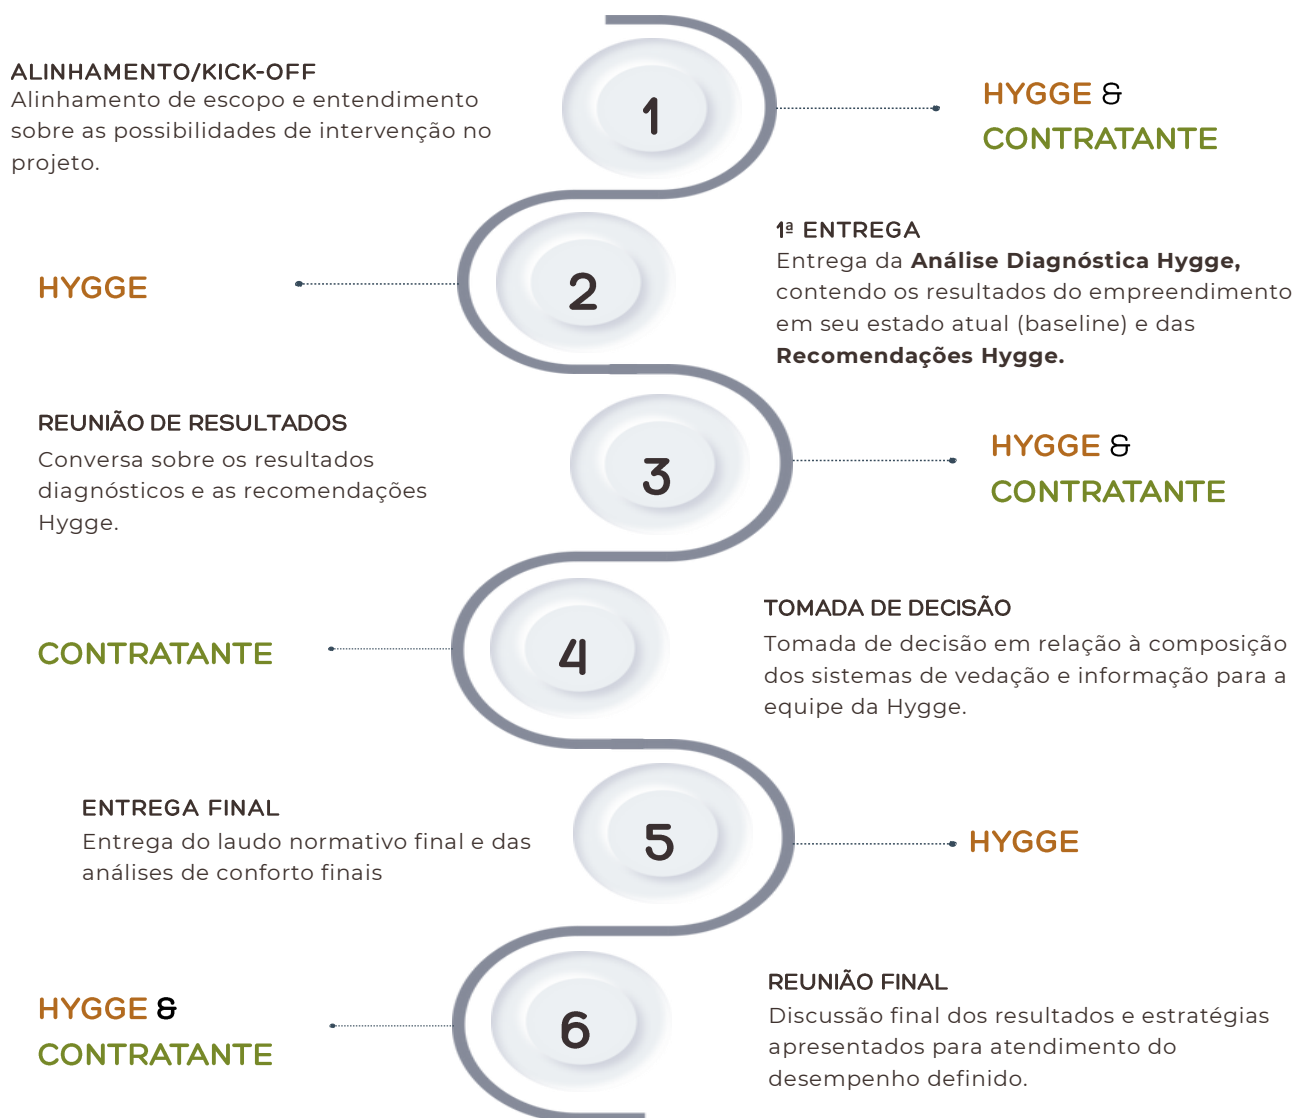 ALINHAMENTO/KICK-OFF
Alinhamento de escopo e entendimento
sobre as possibilidades de intervenção no
projeto.
1
HYGGE &
CONTRATANTE
HYGGE
2
1ª ENTREGA
Entrega da Análise Diagnóstica Hygge,
contendo os resultados do empreendimento
em seu estado atual (baseline) e das
Recomendações Hygge.
REUNIÃO DE RESULTADOS
Conversa sobre os resultados
diagnósticos e as recomendações
Hygge.
3
HYGGE &
CONTRATANTE
CONTRATANTE
4
TOMADA DE DECISÃO
Tomada de decisão em relação à composição
dos sistemas de vedação e informação para a
equipe da Hygge.
ENTREGA FINAL
Entrega do laudo normativo final e das
análises de conforto finais
5
HYGGE
HYGGE &
CONTRATANTE
6
REUNIÃO FINAL
Discussão final dos resultados e estratégias
apresentados para atendimento do
desempenho definido.